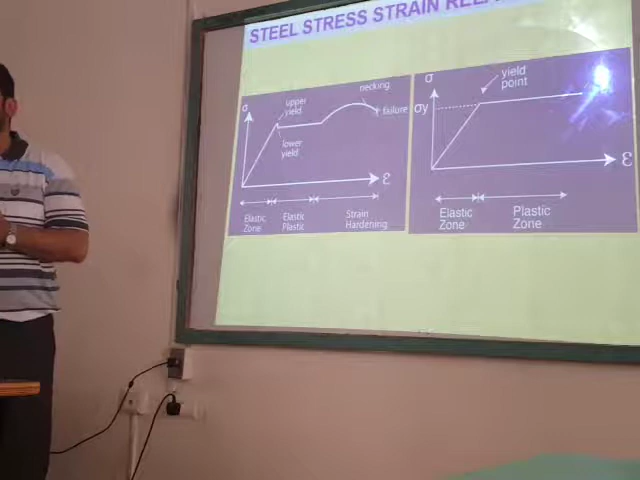 STEEL STRESS STRAIN
σ
upper
yield
necking
failure
lower
yield
ε
Elastic
Zone
Elastic
Plastic
Strain
Hardening
σ
yield
point
σy
ε
Elastic
Zone
Plastic
Zone